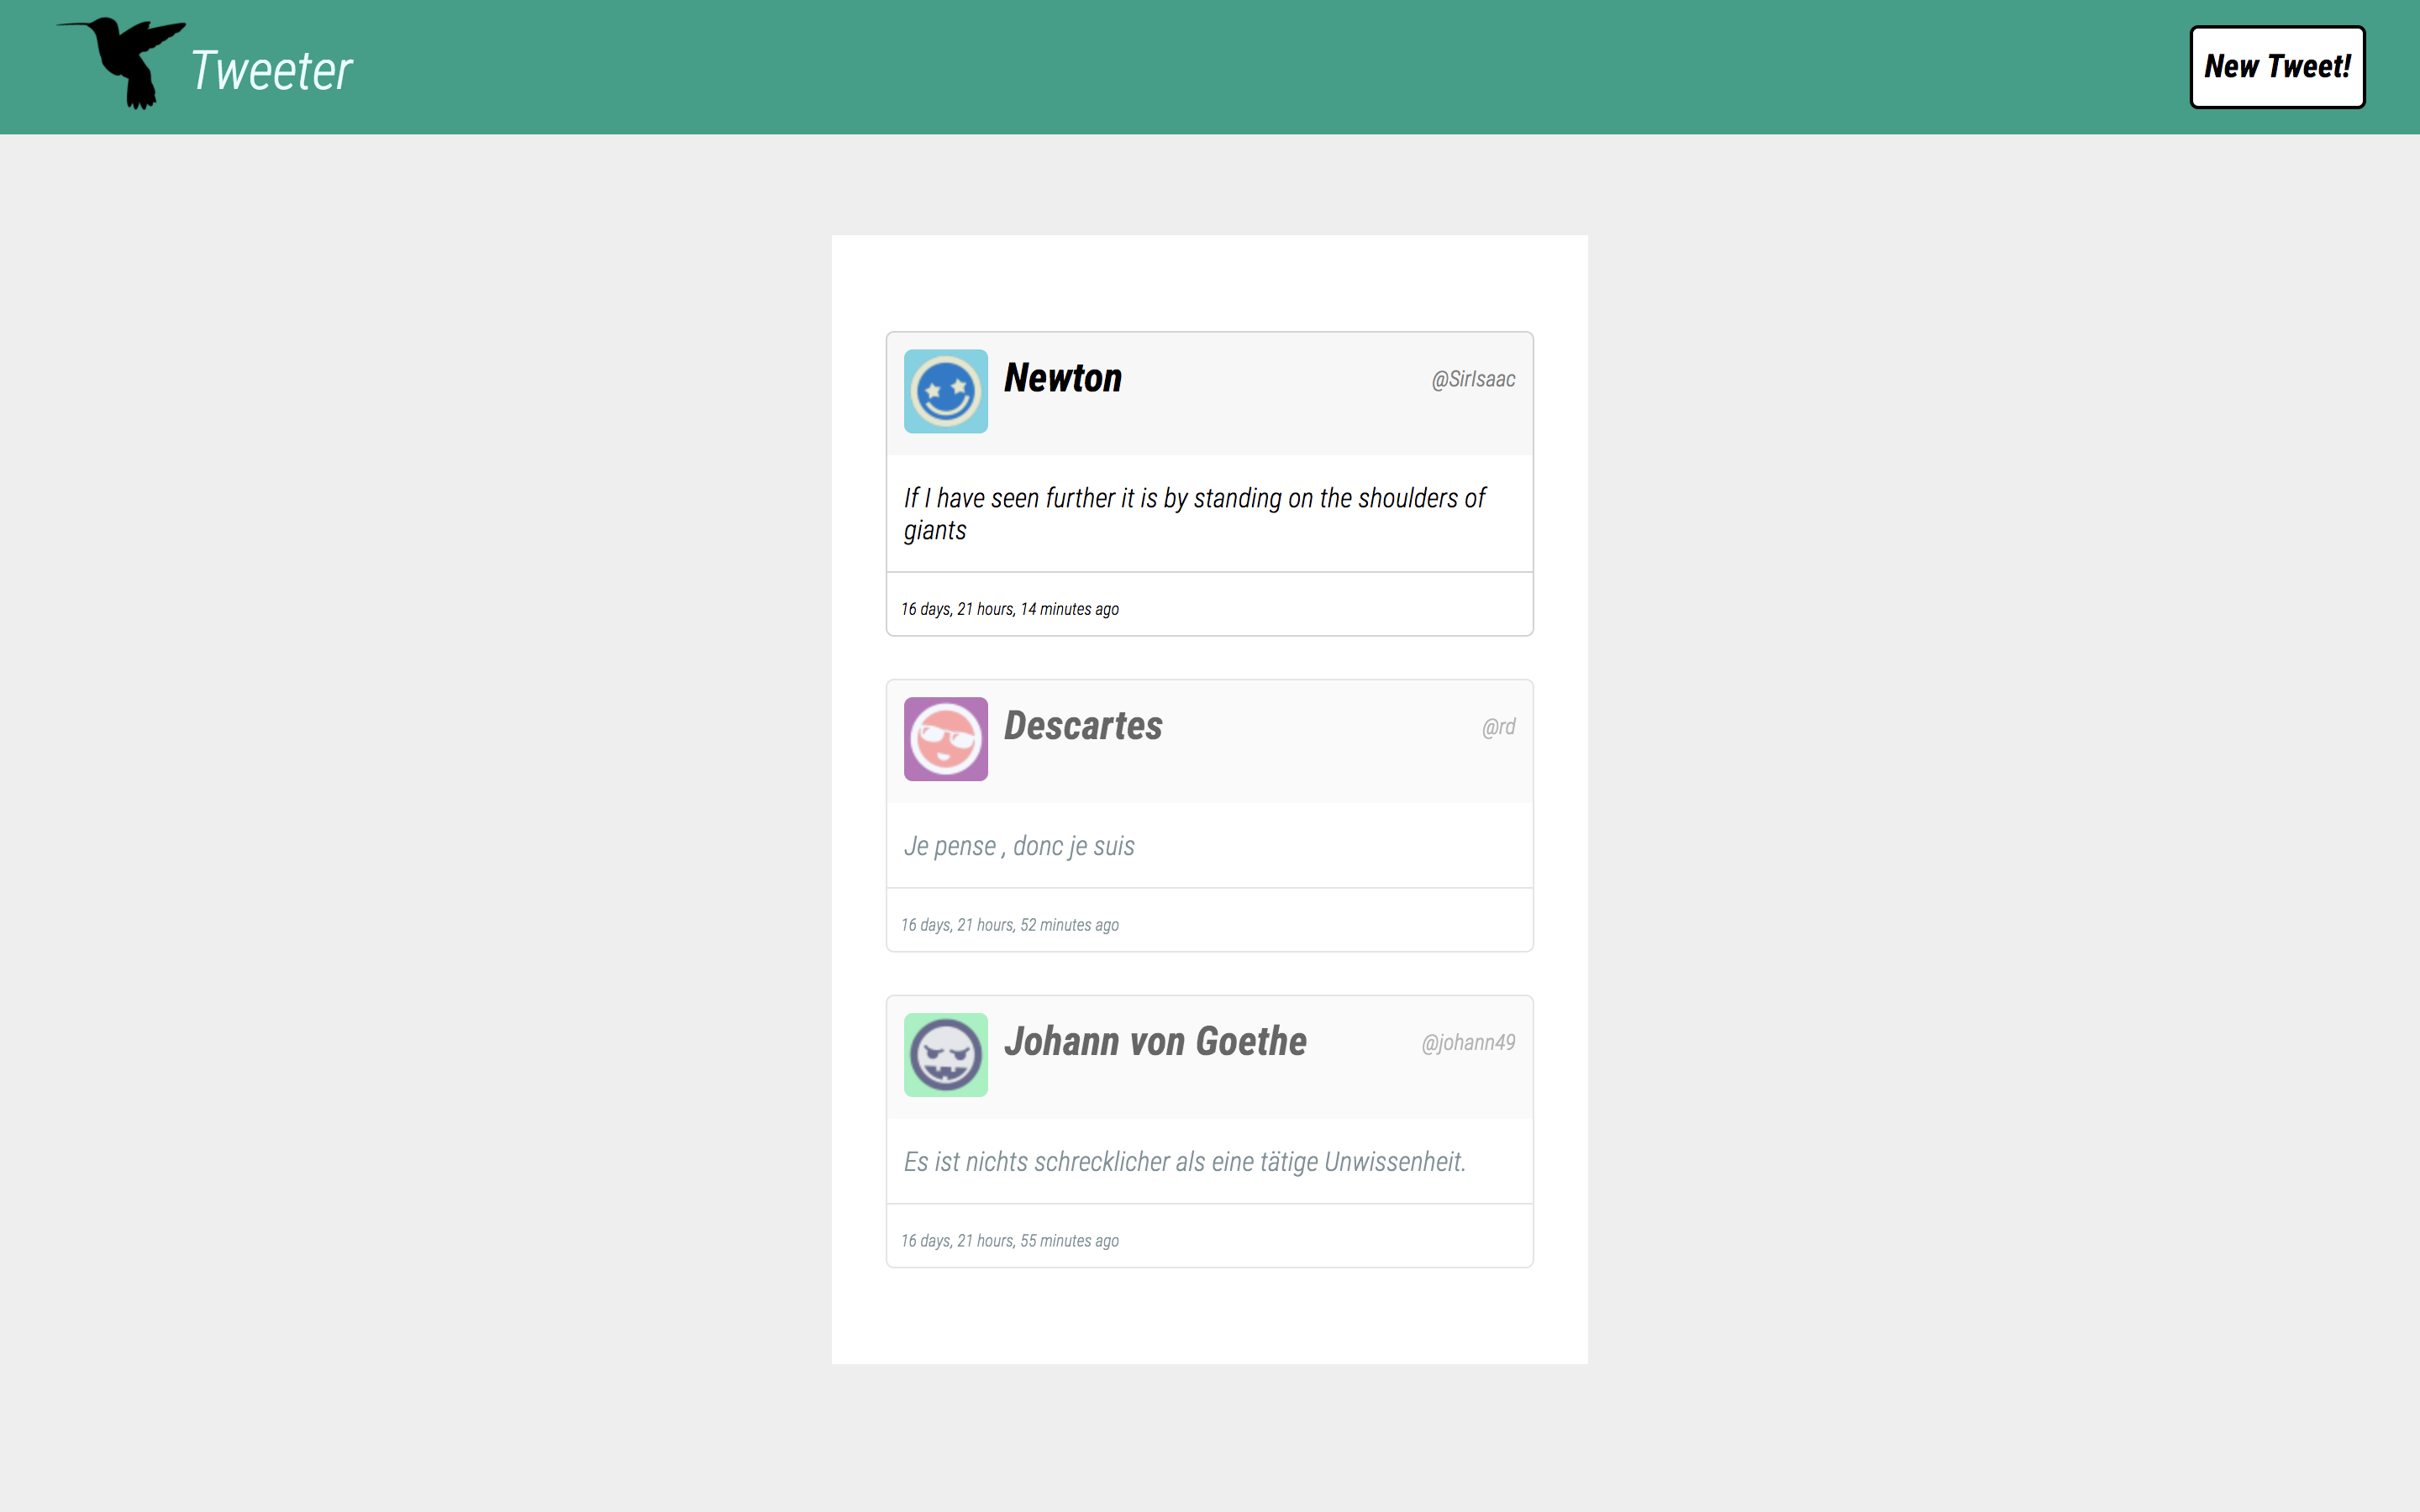 Tweeter
New Tweet!
Newton
@SirIsaac
If I have seen further it is by standing on the shoulders of
giants
16 days, 21 hours, 14 minutes ago
Descartes
@rd
Je pense , donc je suis
16 days, 21 hours, 52 minutes ago
Johann von Goethe
@johann49
Es ist nichts schrecklicher als eine tätige Unwissenheit.
16 days, 21 hours, 55 minutes ago